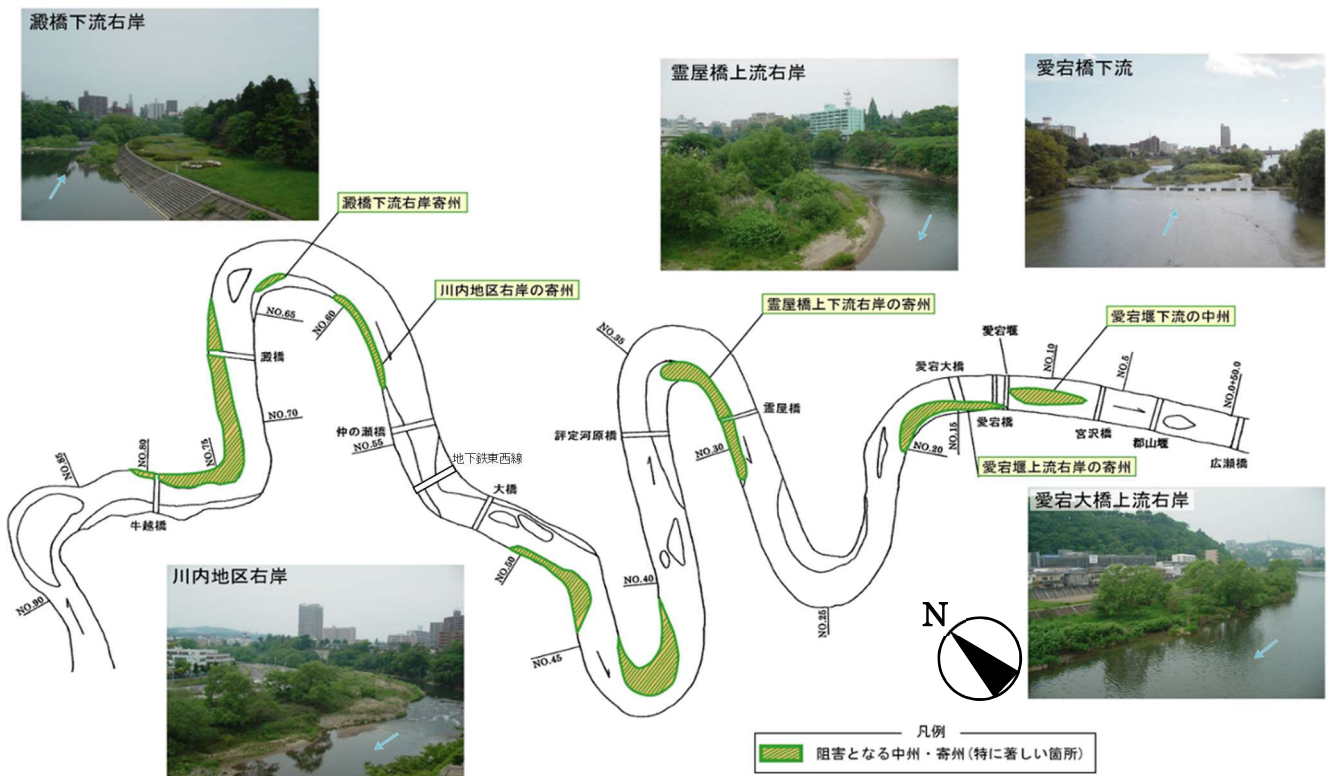 澱橋下流右岸
霊屋橋上流右岸
愛宕橋下流
澱橋下流右岸寄州
川内地区右岸の寄州
霊屋橋上下流右岸の寄州
愛宕堰下流の中州
NO.65
NO.60
澱橋
NO.70
NO.75
NO.80
NO.85
牛越橋
NO.90
仲の瀬橋
NO.55
地下鉄東西線
大橋
NO.50
NO.45
NO.40
NO.35
評定河原橋
霊屋橋
NO.30
NO.25
愛宕大橋
愛宕堰
NO.10
NO.5
NO.0+50.0
愛宕橋
NO.15
NO.20
宮沢橋
郡山堰
広瀬橋
愛宕堰上流右岸の寄州
川内地区右岸
愛宕大橋上流右岸
N
凡例
阻害となる中州・寄州(特に著しい箇所)